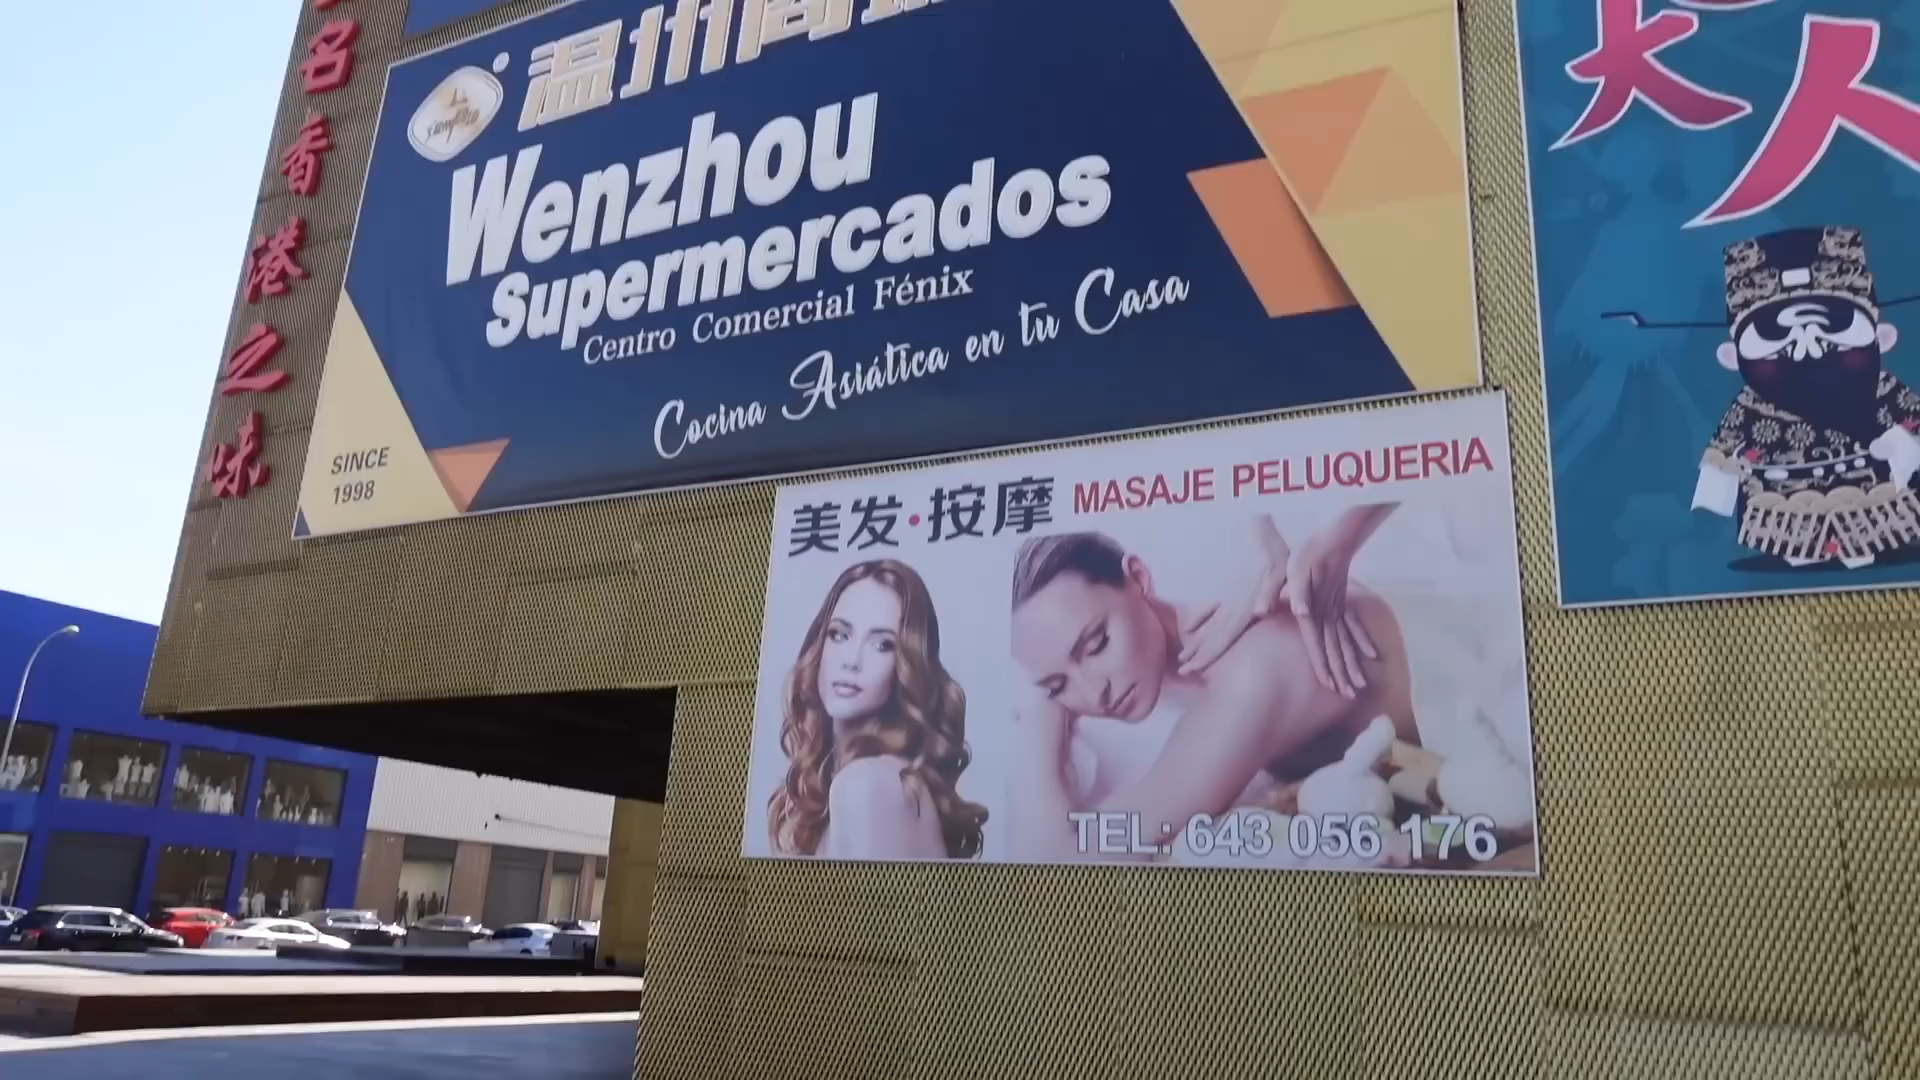 名香港之味
温州商
Wenzhou
Supermercados
Centro Comercial Fénix
Cocina Asiática en tu Casa
SINCE
1998
美发·按摩 MASAJE PELUQUERIA
TEL: 643 056 176
人